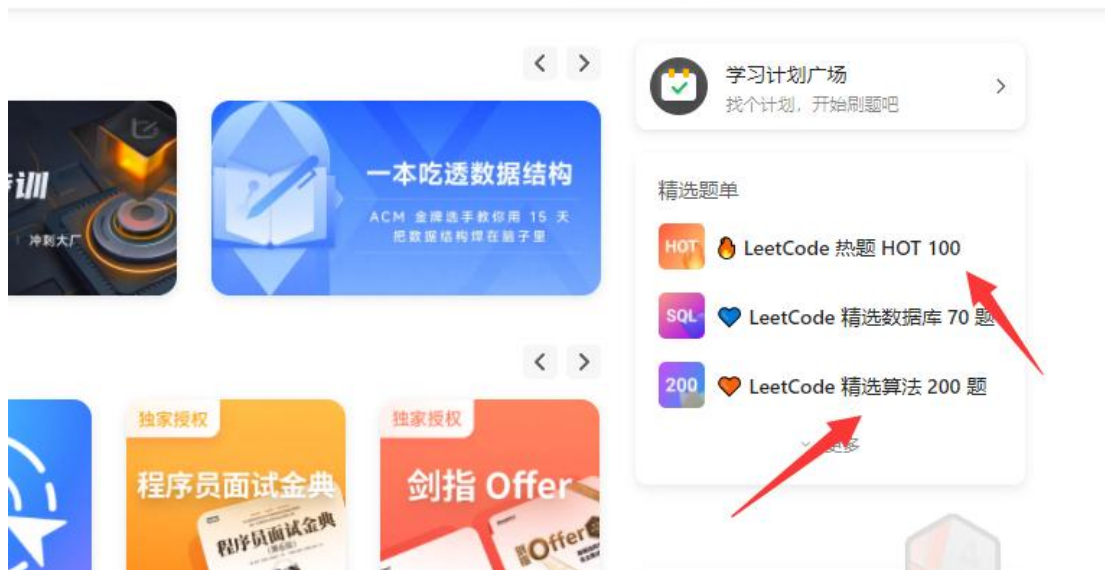 学习计划广场
找个计划，开始刷题吧
训
冲刺大厂
一本吃透数据结构
ACM 金牌选手教你用 15 天
把数据结构焊在脑子里
精选题单
HOT
LeetCode 热题 HOT 100
SQL
LeetCode 精选数据库 70 题
200
LeetCode 精选算法 200 题
更多
独家授权
程序员面试金典
程序员面试金典
独家授权
剑指 Offer
Offer